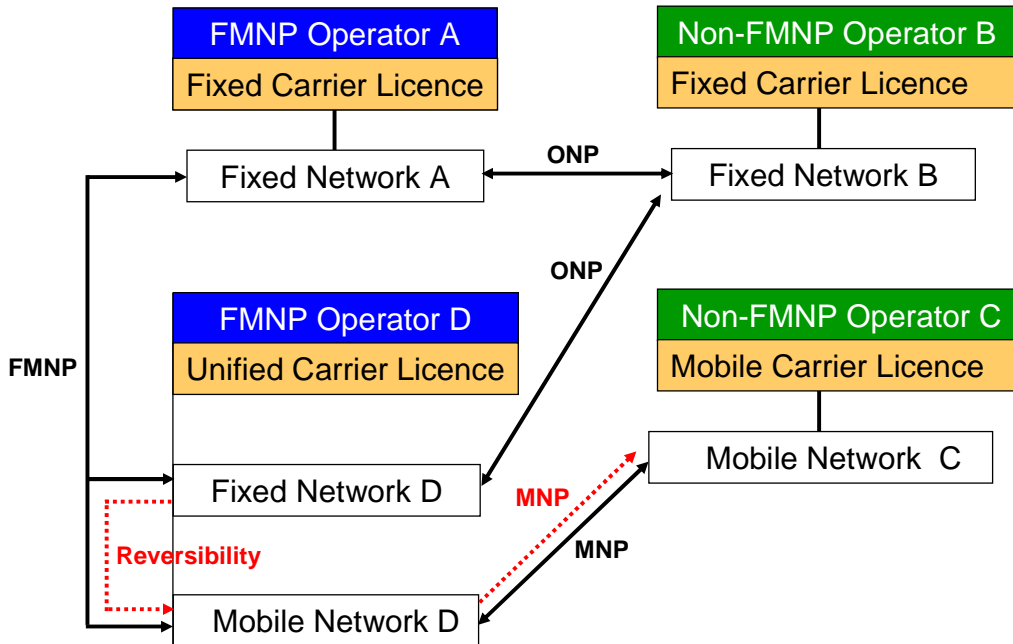 FMNP Operator A
Fixed Carrier Licence
Fixed Network A
Non-FMNP Operator B
Fixed Carrier Licence
Fixed Network B
ONP
ONP
FMNP
FMNP Operator D
Unified Carrier Licence
Fixed Network D
Reversibility
Mobile Network D
Non-FMNP Operator C
Mobile Carrier Licence
Mobile Network C
MNP
MNP